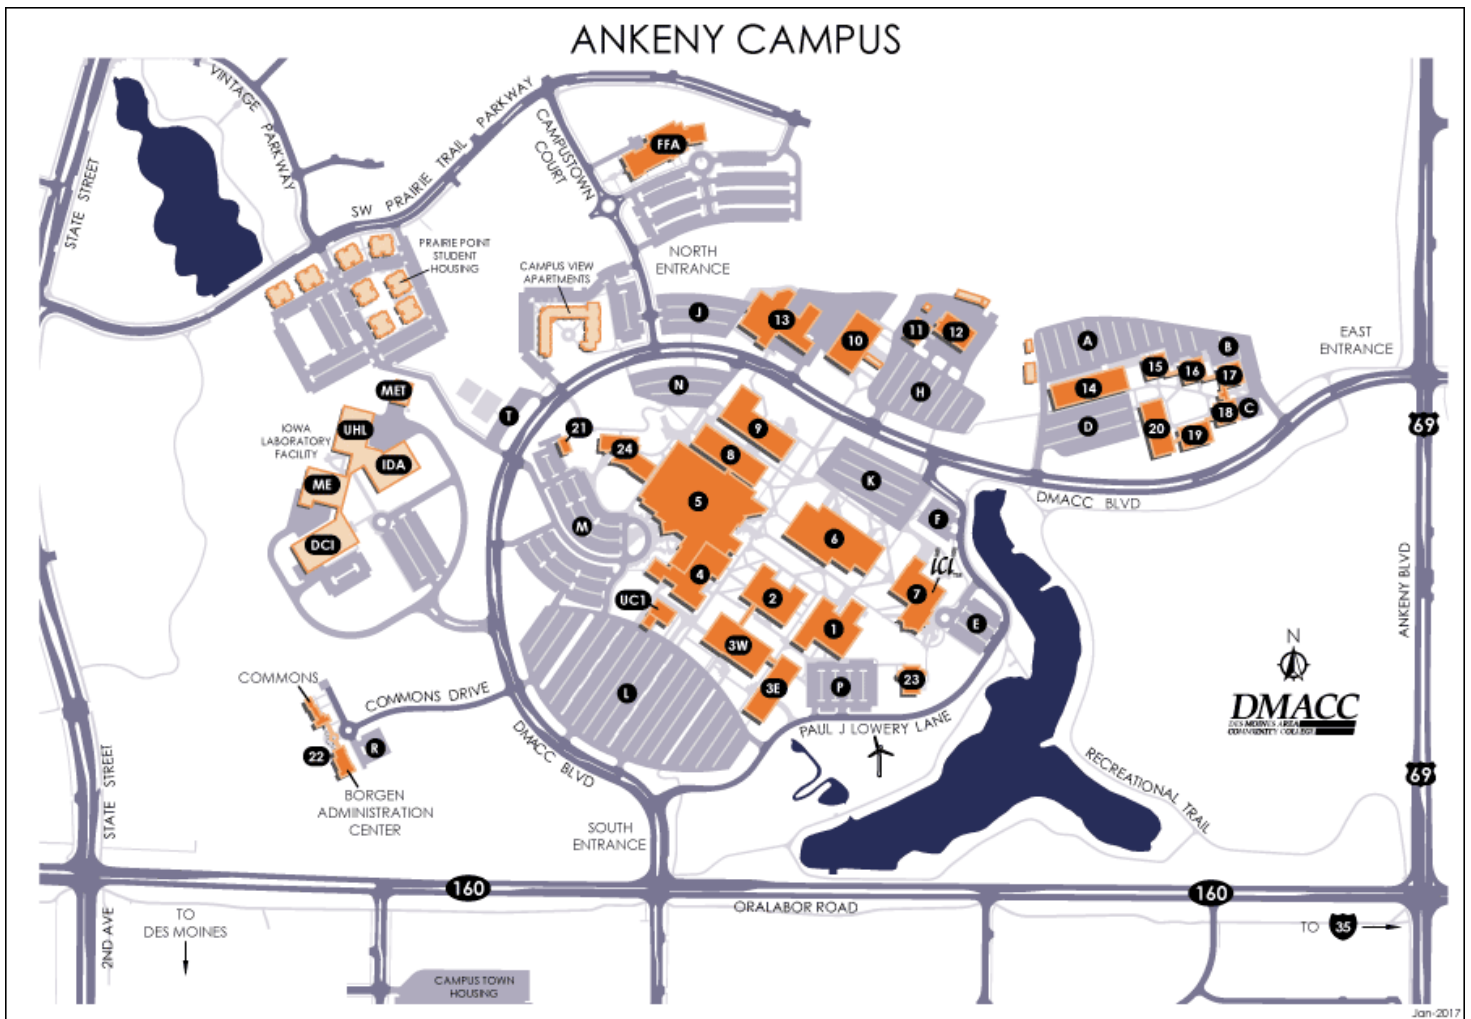 ANKENY CAMPUS
VINTAGE PARKWAY
STATE STREET
SW PRAIRIE TRAIL PARKWAY
CAMPUSTOWN
COURT
FFA
PRAIRIE POINT
STUDENT
HOUSING
CAMPUS VIEW
APARTMENTS
NORTH
ENTRANCE
J
13
10
11
12
H
N
A
B
14
15
16
17
18
C
D
20
19
EAST
ENTRANCE
69
MET
UHL
IOWA
LABORATORY
FACILITY
IDA
ME
DCI
T
21
24
9
8
5
K
M
6
F
DMACC BLVD
ici
4
7
UC1
2
1
E
3W
3E
P
23
L
ANKENY BLVD
N
DMACC
DES MOINES AREA
COMMUNITY COLLEGE
COMMONS
COMMONS DRIVE
22
R
BORGEN
ADMINISTRATION
CENTER
DMACC BLVD
PAUL J LOWERY LANE
RECREATIONAL TRAIL
69
STATE STREET
SOUTH
ENTRANCE
160
160
ORALABOR ROAD
2ND AVE
TO
DES MOINES
TO 35
CAMPUS TOWN
HOUSING
Jan-2017